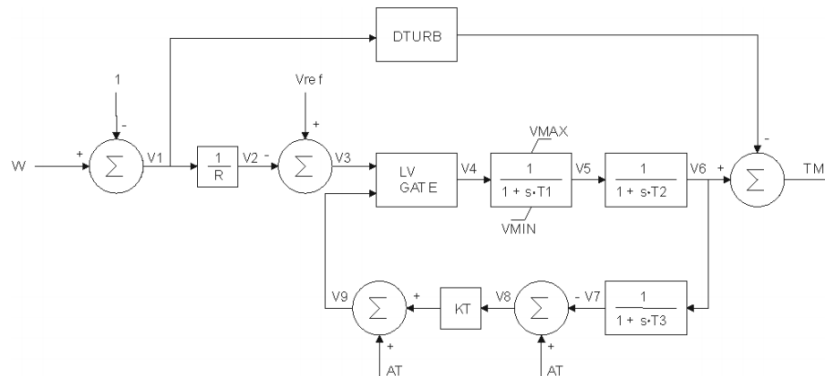 DTURB
1
Vref
-
+
-
W
+
Σ
V1
1
R
V2
-
Σ
V3
LV
GATE
V4
VMAX
1
1 + s·T1
VMIN
V5
1
1 + s·T2
V6
+
Σ
TM
V9
Σ
+
KT
V8
Σ
-
V7
1
1 + s·T3
+
AT
+
AT